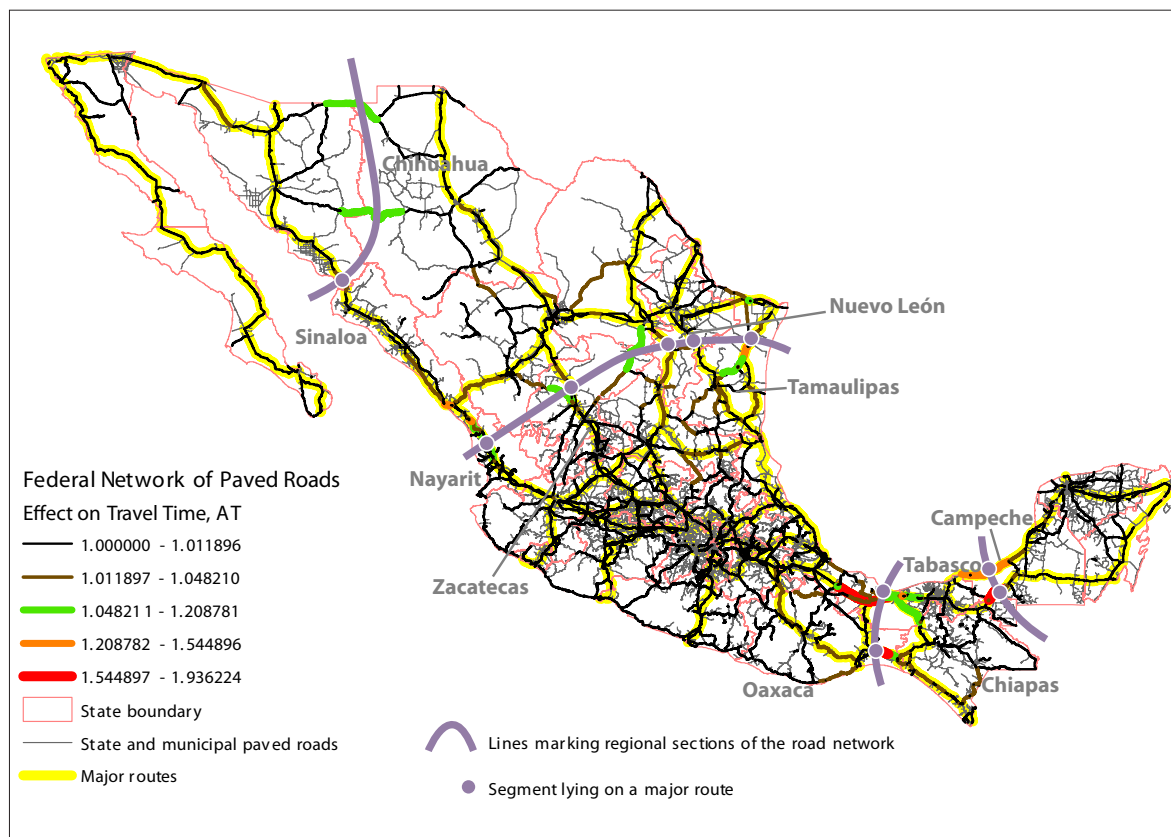 Chihuahua
Nuevo León
Sinaloa
Tamaulipas
Nayarit
Campeche
Tabasco
Zacatecas
Oaxaca
Chiapas
Federal Network of Paved Roads
Effect on Travel Time, AT
1.000000 - 1.011896
1.011897 - 1.048210
1.048211 - 1.208781
1.208782 - 1.544896
1.544897 - 1.936224
State boundary
State and municipal paved roads
Major routes
Lines marking regional sections of the road network
Segment lying on a major route